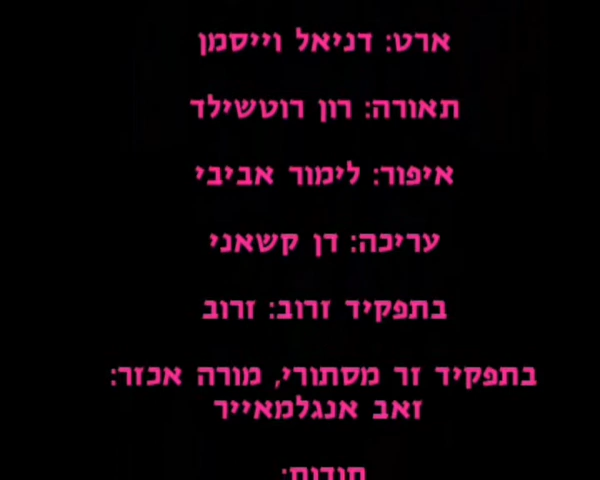 ארט: דניאל וייסמן
תאורה: רון רוטשילד
איפור: לימור אביבי
עריכה: דן קשאני
בתפקיד זרוב: זרוב
בתפקיד זר מסתורי, מורה אכזר:
זאב אנגלמאייר
תודות: